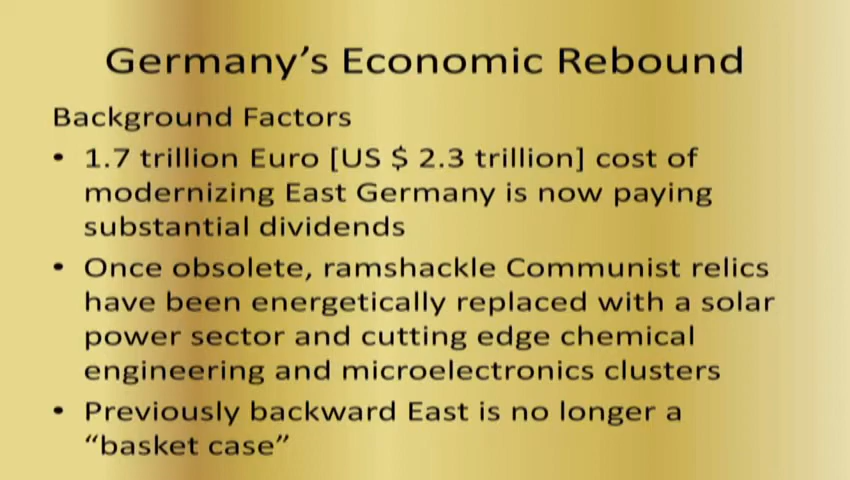 Germany’s Economic Rebound
Background Factors
• 1.7 trillion Euro [US $ 2.3 trillion] cost of
modernizing East Germany is now paying
substantial dividends
• Once obsolete, ramshackle Communist relics
have been energetically replaced with a solar
power sector and cutting edge chemical
engineering and microelectronics clusters
• Previously backward East is no longer a
“basket case”